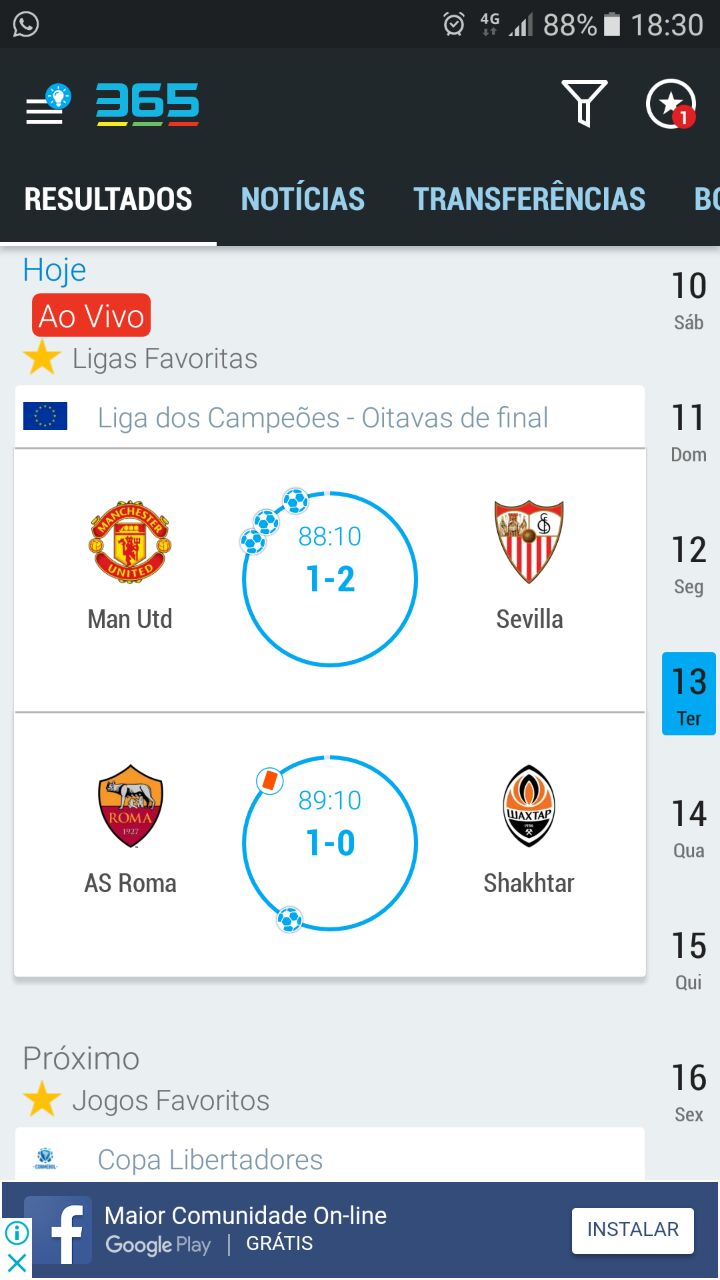 4G 88% 18:30
365 1
RESULTADOS NOTÍCIAS TRANSFERÊNCIAS BO
Hoje
Ao Vivo
Ligas Favoritas
Liga dos Campeões - Oitavas de final
MANCHESTER
UNITED
88:10
1-2
Man Utd
Sevilla
ROMA
1927
89:10
1-0
ШАХТАР
AS Roma
Shakhtar
Próximo
Jogos Favoritos
Copa Libertadores
10
Sáb
11
Dom
12
Seg
13
Ter
14
Qua
15
Qui
16
Sex
Maior Comunidade On-line
Google Play | GRÁTIS
INSTALAR